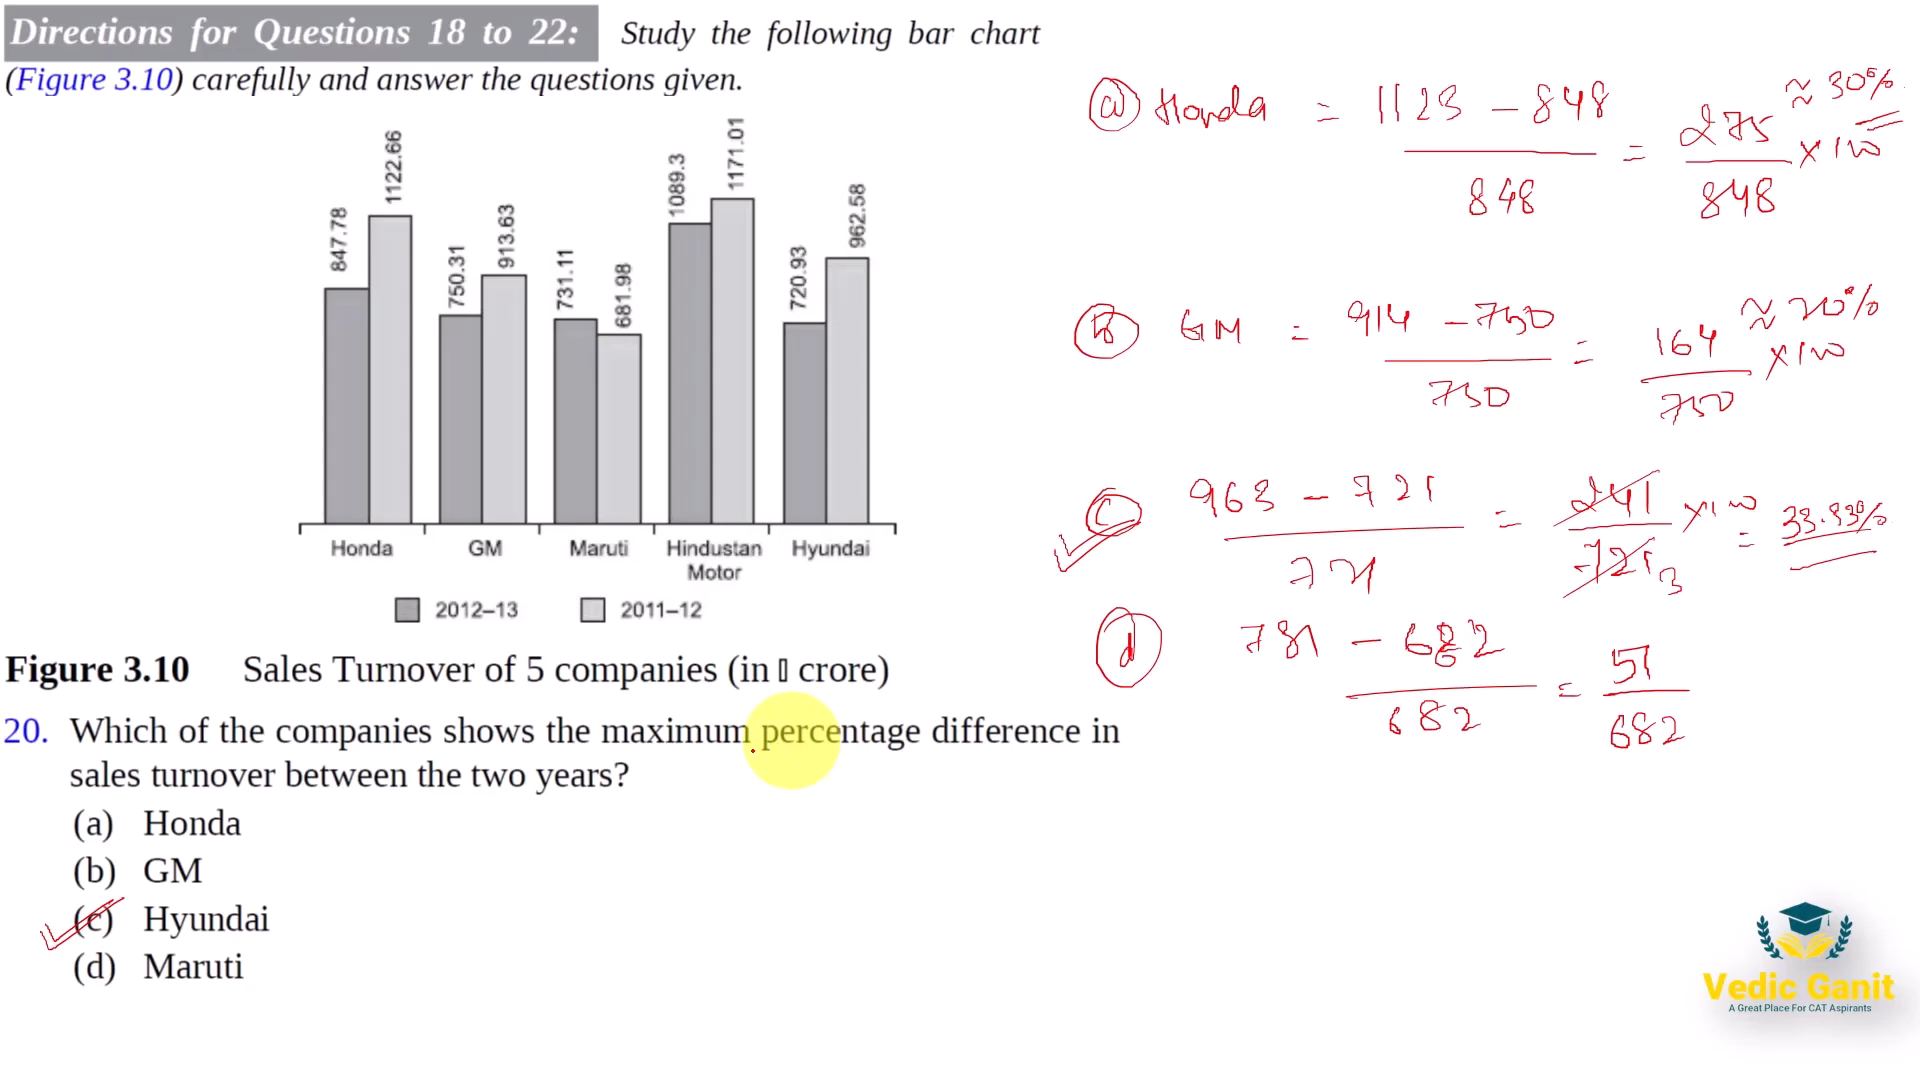 Directions for Questions 18 to 22: Study the following bar chart
(Figure 3.10) carefully and answer the questions given.
847.78
1122.66
750.31
913.63
731.11
681.98
1089.3
1171.01
720.93
962.58
Honda GM Maruti Hindustan Motor Hyundai
2012–13 2011–12
Figure 3.10 Sales Turnover of 5 companies (in ▯ crore)
20. Which of the companies shows the maximum percentage difference in
sales turnover between the two years?
(a) Honda
(b) GM
(c) Hyundai
(d) Maruti
(a) Honda = 1123 – 848 = 275 × 100 ≈ 30%
848 848
(b) GM = 914 – 750 = 164 × 100 ≈ 20%
750 750
(c) 963 – 721 = 241 × 100 = 33.33%
721 721 3
(d) 731 – 682 = 51
682 682
Vedic Ganit
A Great Place For CAT Aspirants